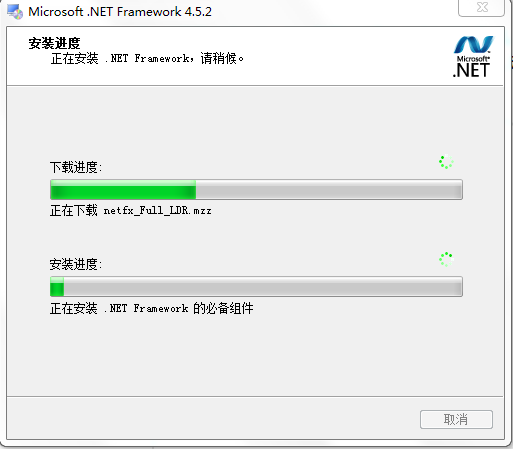 Microsoft .NET Framework 4.5.2
安装进度
正在安装 .NET Framework，请稍候。
Microsoft®
.NET
下载进度:
正在下载 netfx_Full_LDR.mzz
安装进度:
正在安装 .NET Framework 的必备组件
取消